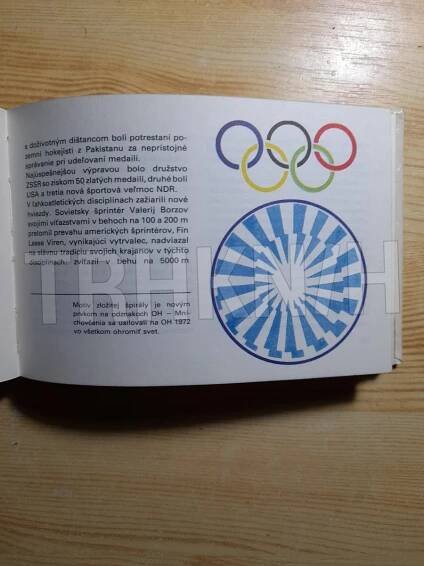 s doživotným dištancom boli potrestaní po-
zemní hokejisti z Pakistanu za neprístojné
správanie pri udeľovaní medailí.
Najúspešnejšou výpravou bolo družstvo
ZSSR so ziskom 50 zlatých medailí, druhé boli
USA a tretia nová športová veľmoc NDR.
V ľahkoatletických disciplínach zažiarili nové
hviezdy. Sovietsky šprintér Valerij Borzov
svojimi víťazstvami v behoch na 100 a 200 m
prelomil prevahu amerických šprintérov, Fín
Lasse Viren, vynikajúci vytrvalec, nadviazal
na slávnu tradíciu svojich krajanov v týchto
disciplínach, zvíťazil v behu na 5000 m
Motív zložitej špirály je novým
prvkom na odznakoch OH – Mní-
chovčania sa usilovali na OH 1972
vo všetkom ohromiť svet.
TRHKNIH